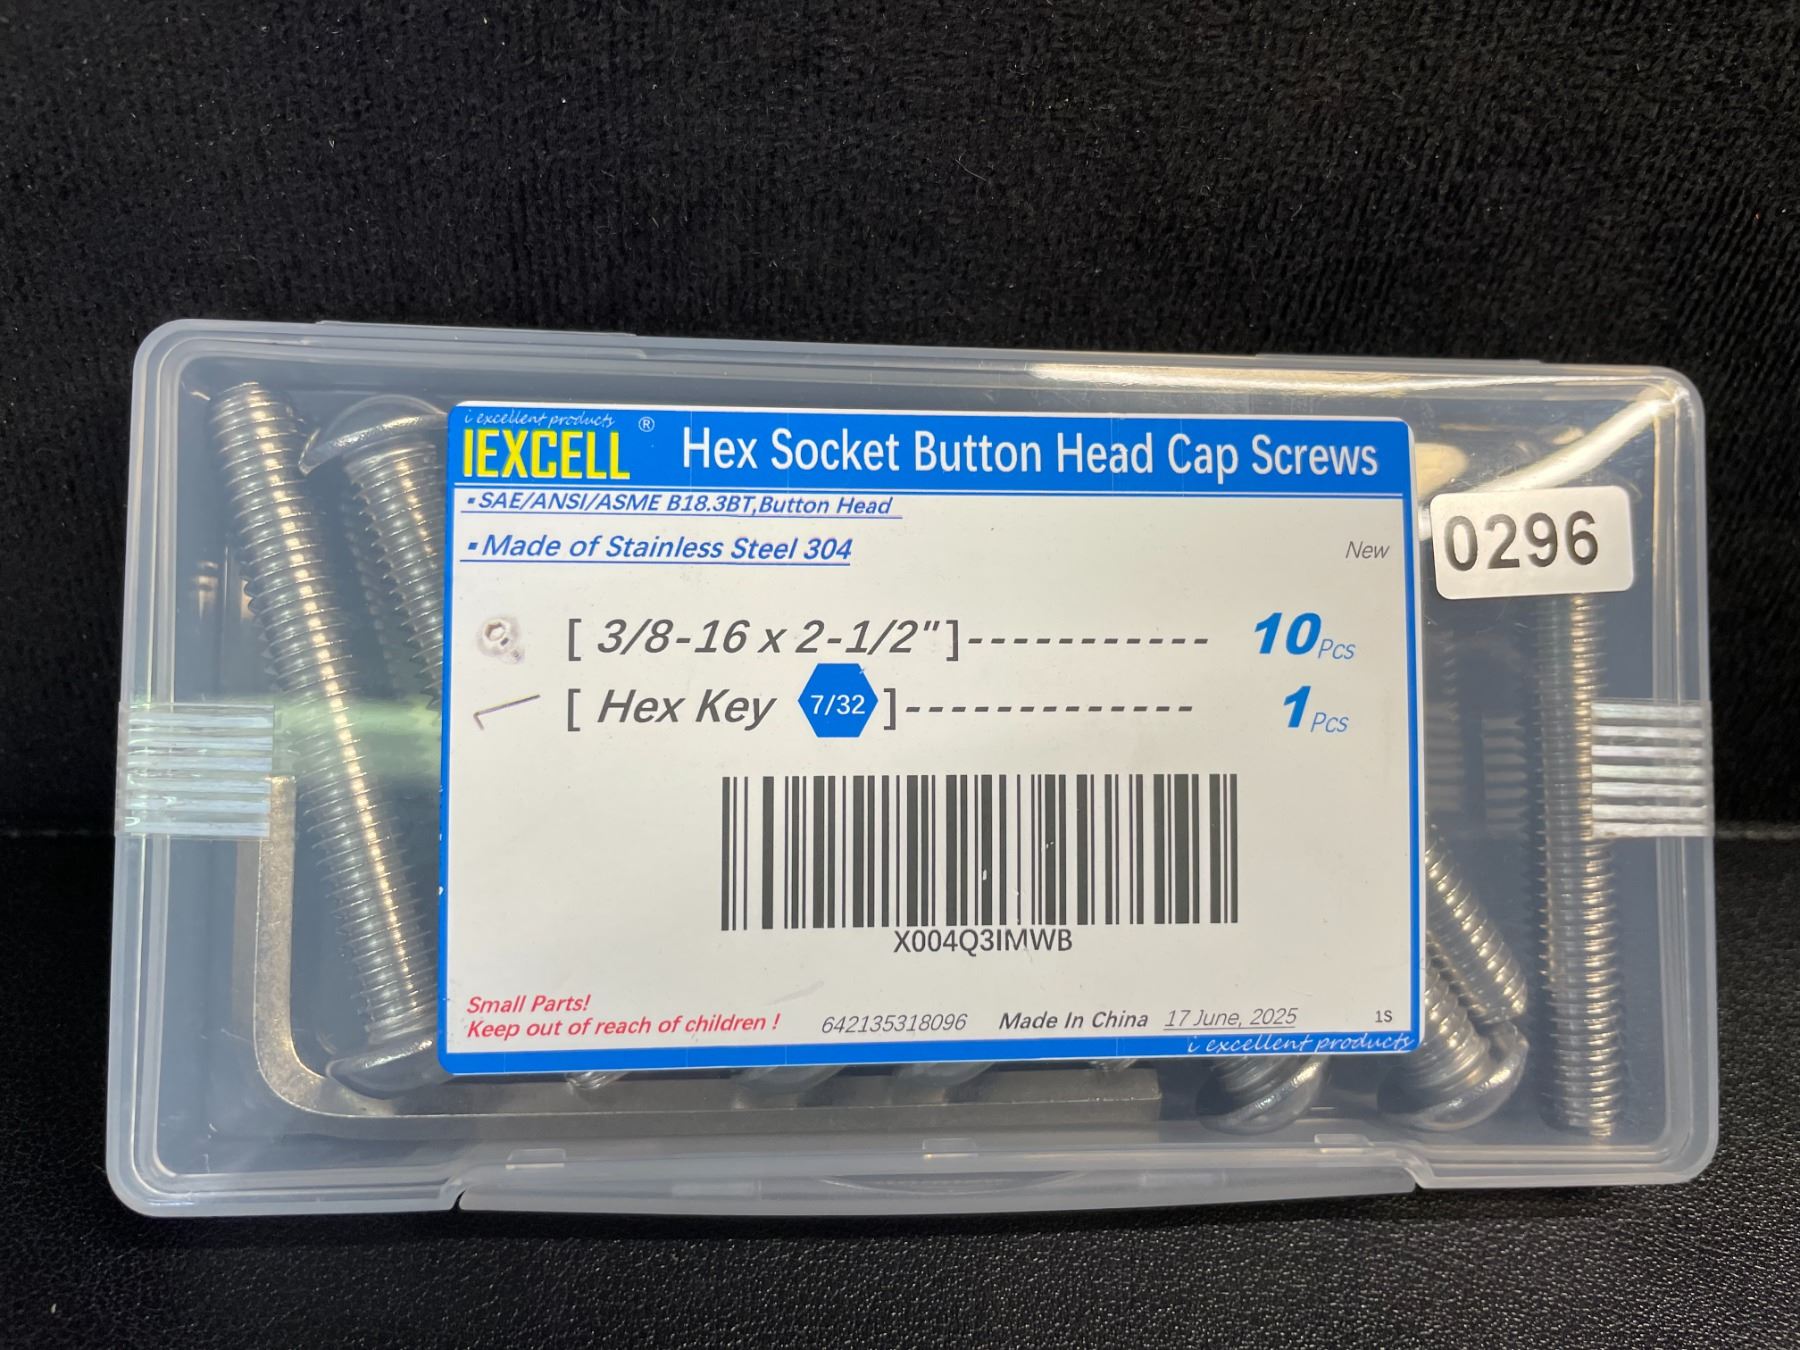 i excellent products
IEXCELL ® Hex Socket Button Head Cap Screws
▪SAE/ANSI/ASME B18.3BT,Button Head
▪Made of Stainless Steel 304
New
0296
[ 3/8-16 x 2-1/2"]----------- 10Pcs
[ Hex Key 7/32 ]------------- 1Pcs
X004Q3IMWB
Small Parts!
Keep out of reach of children !
642135318096 Made In China 17 June, 2025 1S
i excellent products